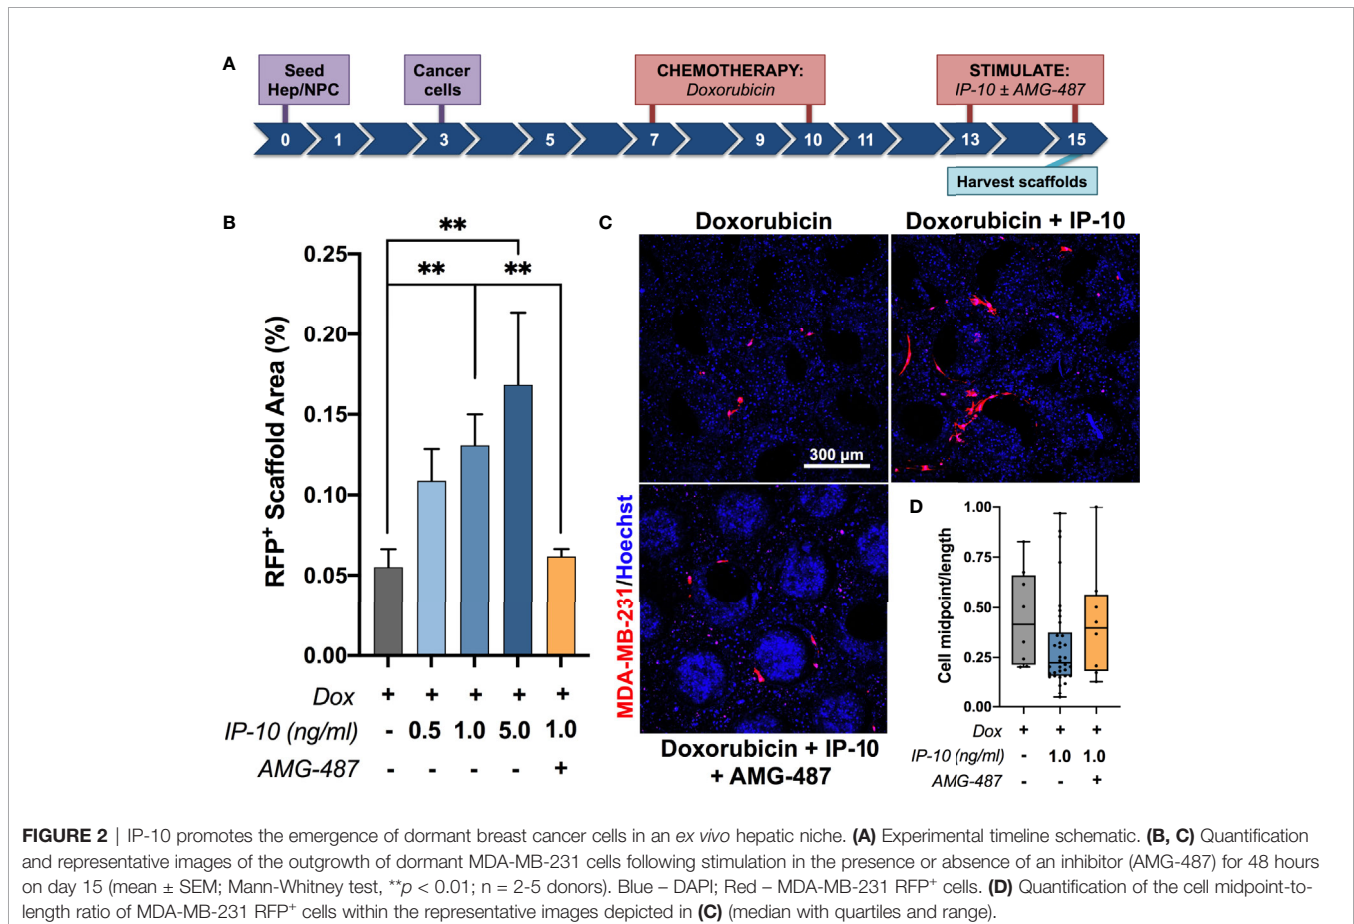 A
Seed
Hep/NPC
Cancer
cells
CHEMOTHERAPY:
Doxorubicin
STIMULATE:
IP-10 ± AMG-487
0 1 3 5 7 9 10 11 13 15
Harvest scaffolds
B
**
** **
RFP+ Scaffold Area (%)
0.25
0.20
0.15
0.10
0.05
0.00
Dox + + + + +
IP-10 (ng/ml) - 0.5 1.0 5.0 1.0
AMG-487 - - - - +
C
Doxorubicin
Doxorubicin + IP-10
300 µm
MDA-MB-231/Hoechst
Doxorubicin + IP-10
+ AMG-487
D
Cell midpoint/length
1.00
0.75
0.50
0.25
0.00
Dox + + +
IP-10 (ng/ml) - 1.0 1.0
AMG-487 - - +
FIGURE 2 | IP-10 promotes the emergence of dormant breast cancer cells in an ex vivo hepatic niche. (A) Experimental timeline schematic. (B, C) Quantification
and representative images of the outgrowth of dormant MDA-MB-231 cells following stimulation in the presence or absence of an inhibitor (AMG-487) for 48 hours
on day 15 (mean ± SEM; Mann-Whitney test, **p < 0.01; n = 2-5 donors). Blue – DAPI; Red – MDA-MB-231 RFP+ cells. (D) Quantification of the cell midpoint-to-
length ratio of MDA-MB-231 RFP+ cells within the representative images depicted in (C) (median with quartiles and range).